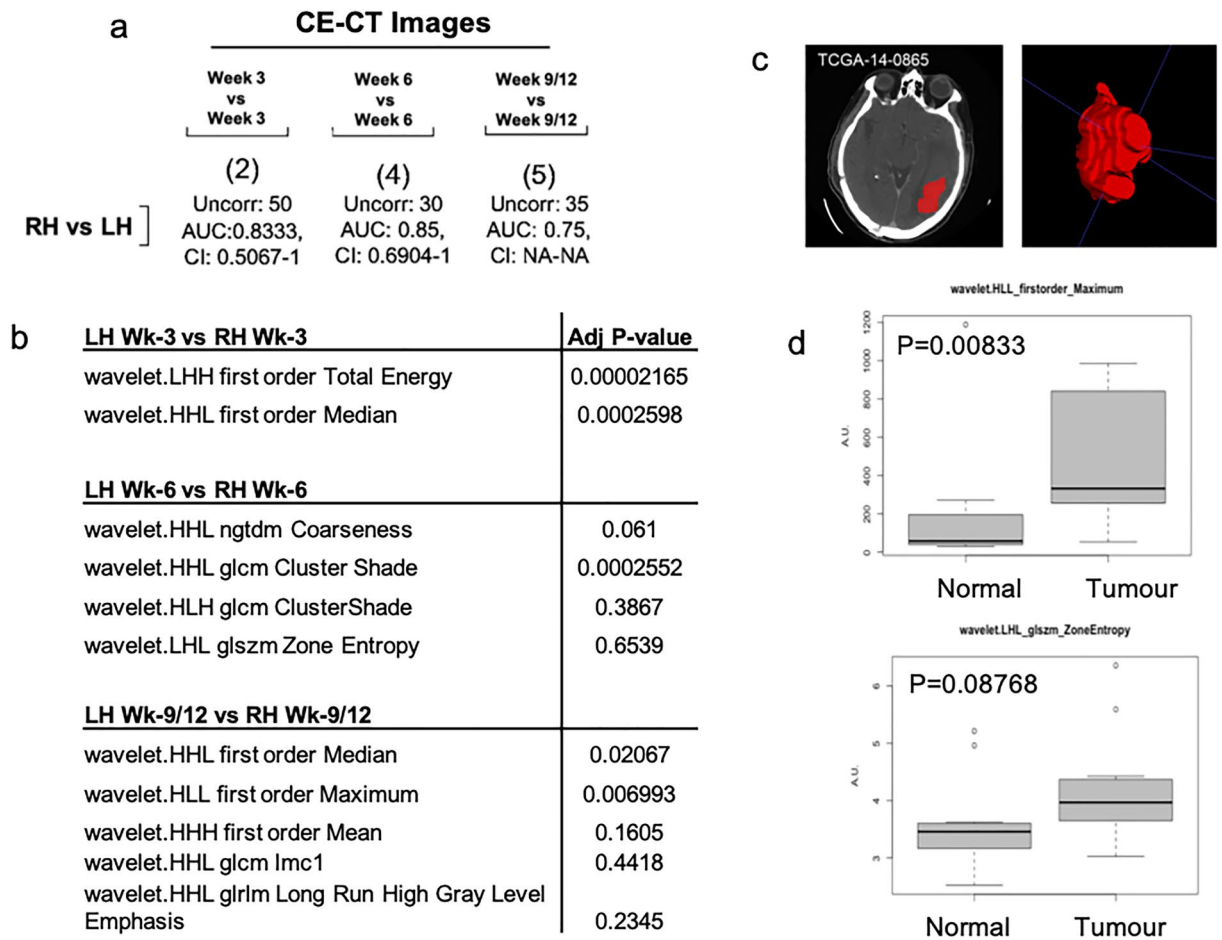 a
CE-CT Images
Week 3 Week 6 Week 9/12
vs vs vs
Week 3 Week 6 Week 9/12
(2) (4) (5)
Uncorr: 50 Uncorr: 30 Uncorr: 35
RH vs LH
AUC:0.8333, AUC: 0.85, AUC: 0.75,
CI: 0.5067-1 CI: 0.6904-1 CI: NA-NA
b
LH Wk-3 vs RH Wk-3 Adj P-value
wavelet.LHH first order Total Energy 0.00002165
wavelet.HHL first order Median 0.0002598
LH Wk-6 vs RH Wk-6
wavelet.HHL ngtdm Coarseness 0.061
wavelet.HHL glcm Cluster Shade 0.0002552
wavelet.HLH glcm ClusterShade 0.3867
wavelet.LHL glszm Zone Entropy 0.6539
LH Wk-9/12 vs RH Wk-9/12
wavelet.HHL first order Median 0.02067
wavelet.HLL first order Maximum 0.006993
wavelet.HHH first order Mean 0.1605
wavelet.HHL glcm Imc1 0.4418
wavelet.HHL glrlm Long Run High Gray Level
Emphasis 0.2345
c
TCGA-14-0865
d
wavelet.HLL_firstorder_Maximum
P=0.00833
A.U.
1200
1000
800
600
400
200
0
Normal Tumour
wavelet.LHL_glszm_ZoneEntropy
P=0.08768
A.U.
6
5
4
3
Normal Tumour